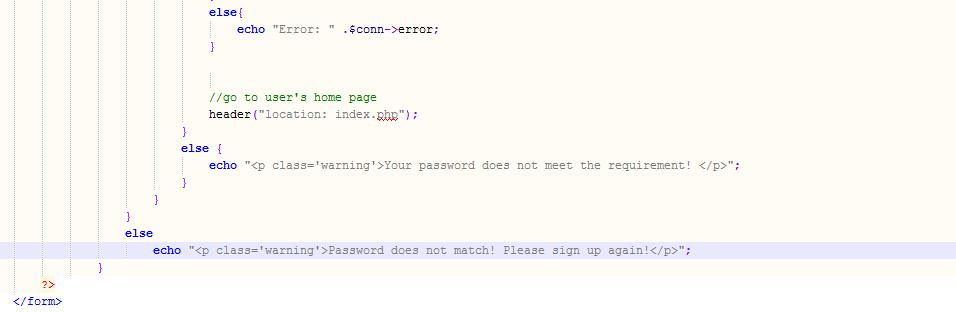 else{
echo "Error: " .$conn->error;
}
//go to user's home page
header("location: index.php");
}
else {
echo "<p class='warning'>Your password does not meet the requirement! </p>";
}
}
}
else
echo "<p class='warning'>Password does not match! Please sign up again!</p>";
}
?>
</form>